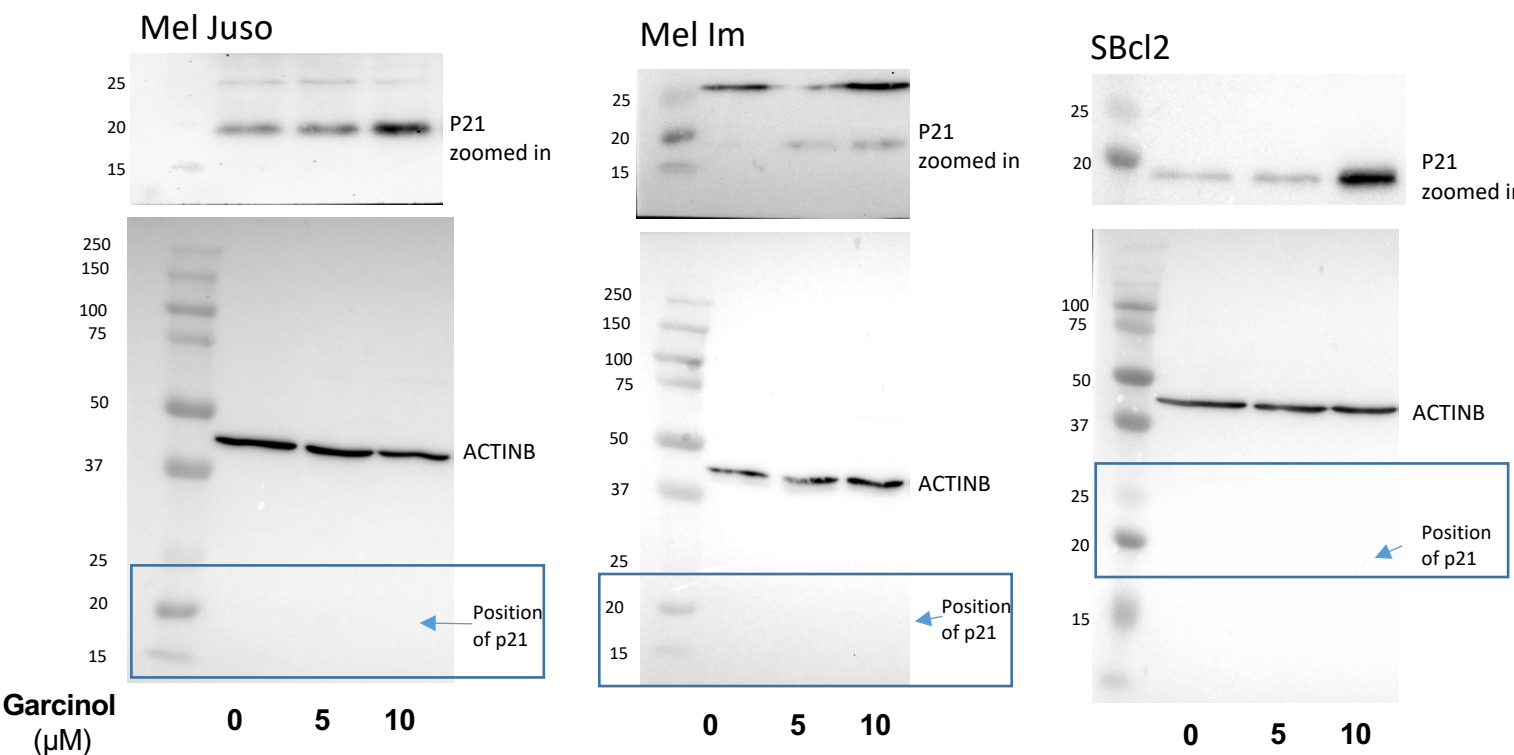 Mel Juso
25
20
15
P21
zoomed in
250
150
100
75
50
37
25
20
15
ACTINB
Position
of p21
Mel Im
25
20
15
P21
zoomed in
250
150
100
75
50
37
25
20
15
ACTINB
Position
of p21
SBcl2
25
20
P21
zoomed in
100
75
50
37
25
20
15
ACTINB
Position
of p21
Garcinol
(µM)
0 5 10
0 5 10
0 5 10